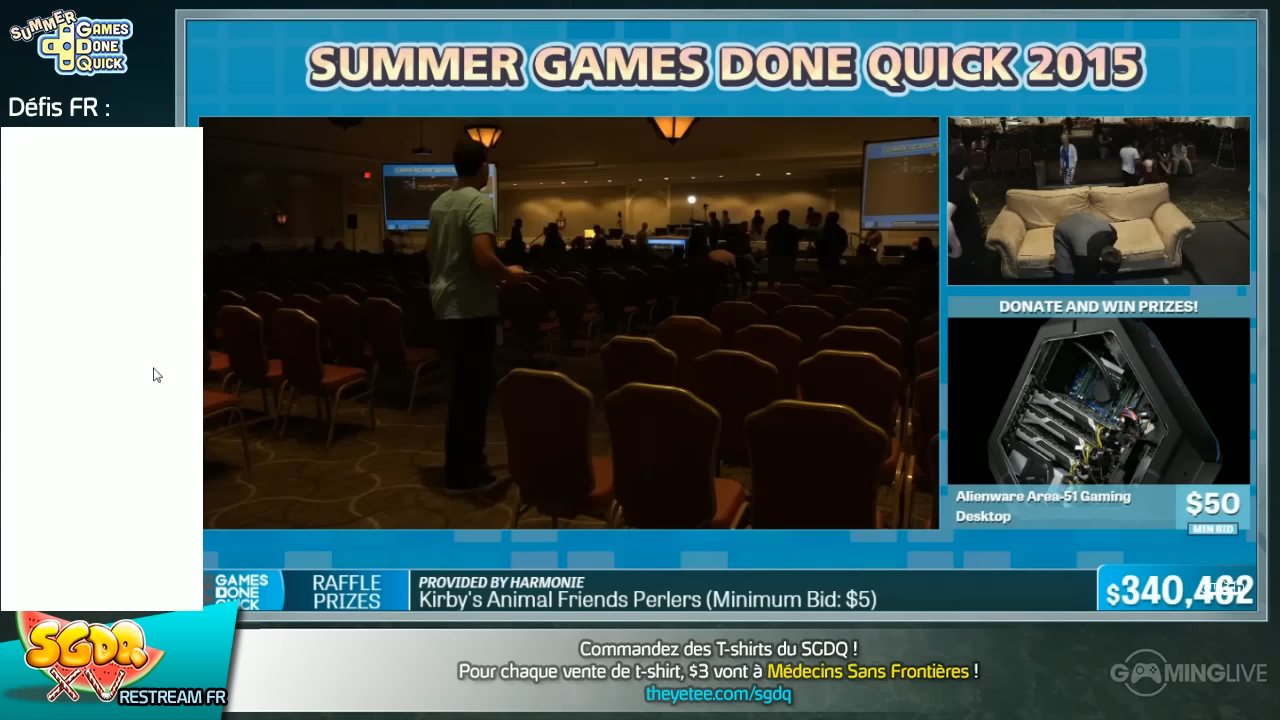 SUMMER
GAMES
DONE
QUICK
Défis FR :
SUMMER GAMES DONE QUICK 2015
DONATE AND WIN PRIZES!
Alienware Area-51 Gaming
Desktop
$50
MIN BID
GAMES
DONE
QUICK
RAFFLE
PRIZES
PROVIDED BY HARMONIE
Kirby's Animal Friends Perlers (Minimum Bid: $5)
$340,462
SGDQ
XV
RESTREAM FR
Commandez des T-shirts du SGDQ !
Pour chaque vente de t-shirt, $3 vont à Médecins Sans Frontières !
theyetee.com/sgdq
GAMINGLIVE